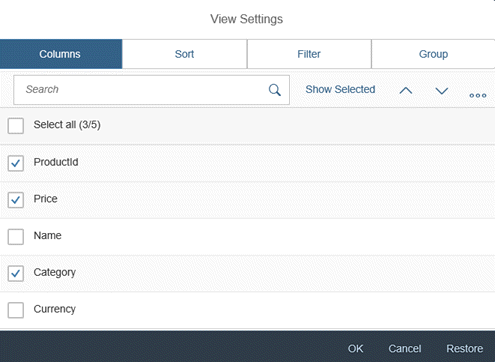 View Settings
Columns Sort Filter Group
Search Show Selected
Select all (3/5)
ProductId
Price
Name
Category
Currency
OK Cancel Restore